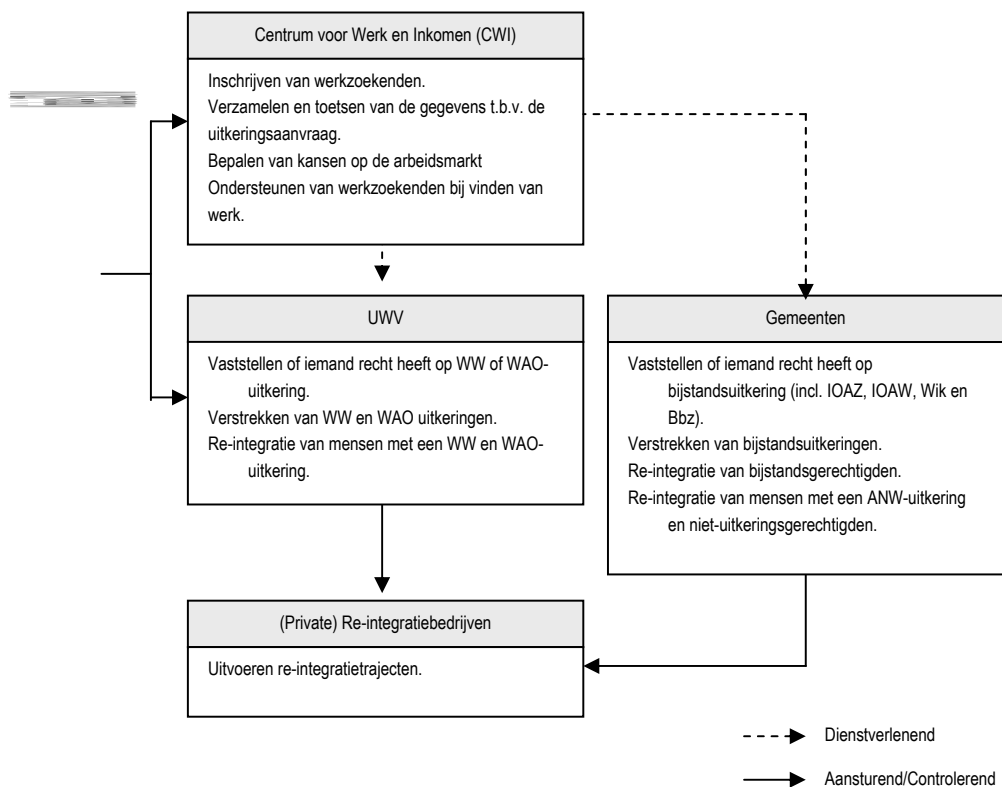 Centrum voor Werk en Inkomen (CWI)
Inschrijven van werkzoekenden.
Verzamelen en toetsen van de gegevens t.b.v. de
uitkeringsaanvraag.
Bepalen van kansen op de arbeidsmarkt
Ondersteunen van werkzoekenden bij vinden van
werk.
UWV
Vaststellen of iemand recht heeft op WW of WAO-
uitkering.
Verstrekken van WW en WAO uitkeringen.
Re-integratie van mensen met een WW en WAO-
uitkering.
Gemeenten
Vaststellen of iemand recht heeft op
bijstandsuitkering (incl. IOAZ, IOAW, Wik en
Bbz).
Verstrekken van bijstandsuitkeringen.
Re-integratie van bijstandsgerechtigden.
Re-integratie van mensen met een ANW-uitkering
en niet-uitkeringsgerechtigden.
(Private) Re-integratiebedrijven
Uitvoeren re-integratietrajecten.
Dienstverlenend
Aansturend/Controlerend